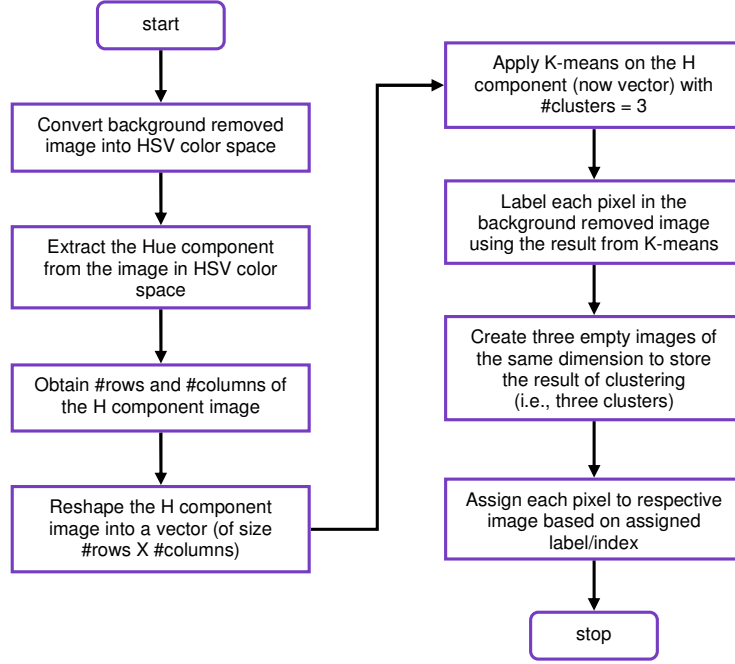 start
Convert background removed
image into HSV color space
Extract the Hue component
from the image in HSV color
space
Obtain #rows and #columns of
the H component image
Reshape the H component
image into a vector (of size
#rows X #columns)
Apply K-means on the H
component (now vector) with
#clusters = 3
Label each pixel in the
background removed image
using the result from K-means
Create three empty images of
the same dimension to store
the result of clustering
(i.e., three clusters)
Assign each pixel to respective
image based on assigned
label/index
stop